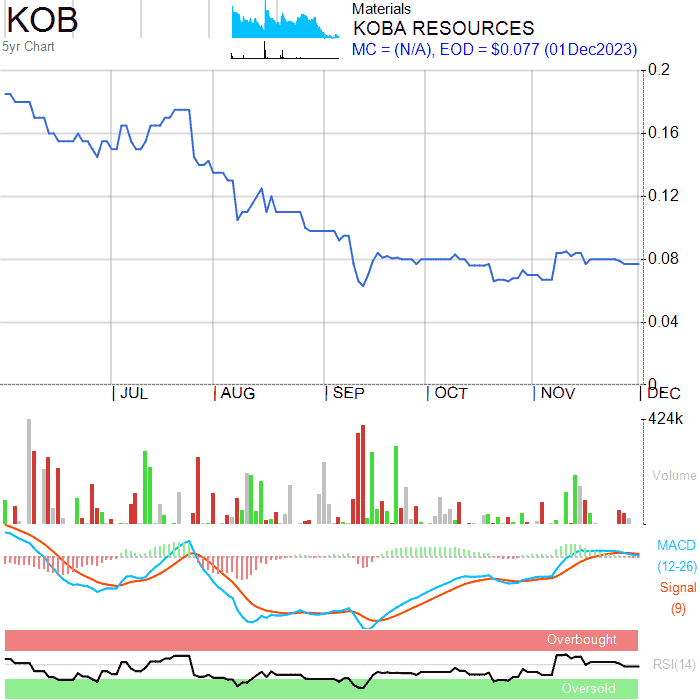 KOB
5yr Chart
Materials
KOBA RESOURCES
MC = (N/A), EOD = $0.077 (01Dec2023)
0.2
0.16
0.12
0.08
0.04
0
JUL AUG SEP OCT NOV DEC
424k
Volume
MACD
(12-26)
Signal
(9)
Overbought
RSI(14)
Oversold